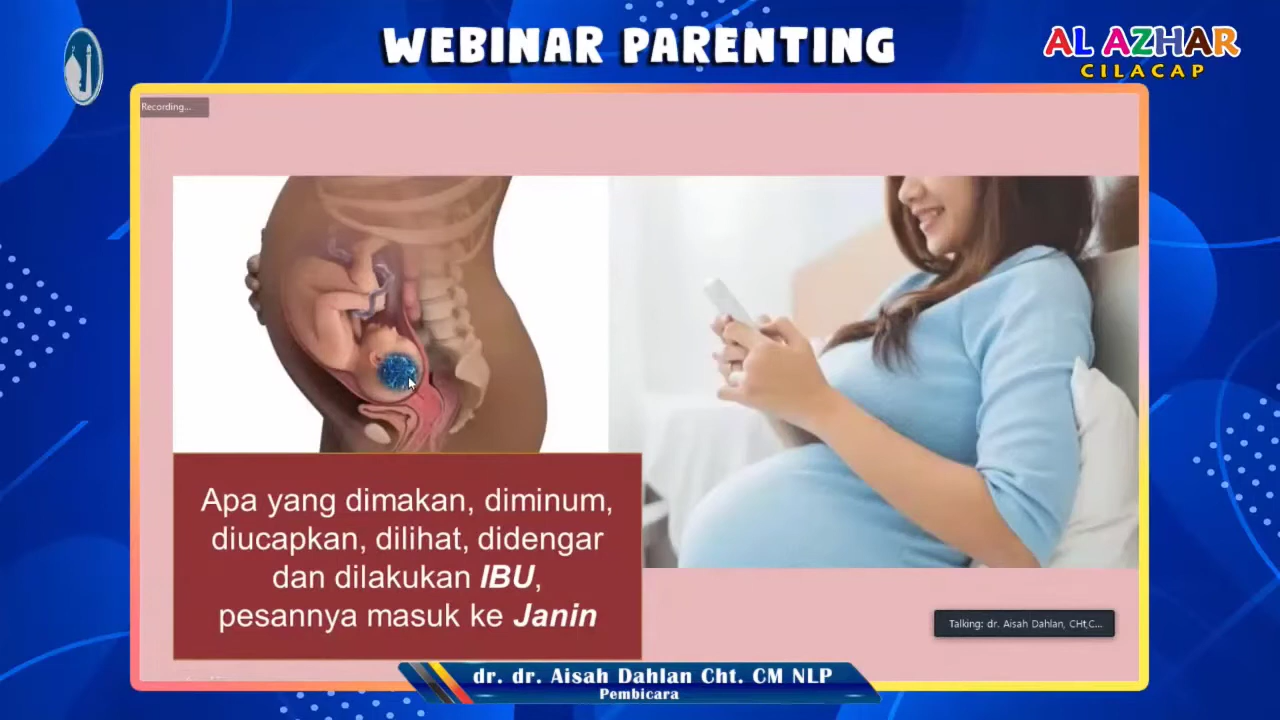 WEBINAR PARENTING
AL AZHAR
CILACAP
Recording...
Apa yang dimakan, diminum,
diucapkan, dilihat, didengar
dan dilakukan IBU,
pesannya masuk ke Janin
Talking: dr. Aisah Dahlan, CHt,C...
dr. dr. Aisah Dahlan Cht. CM NLP
Pembicara